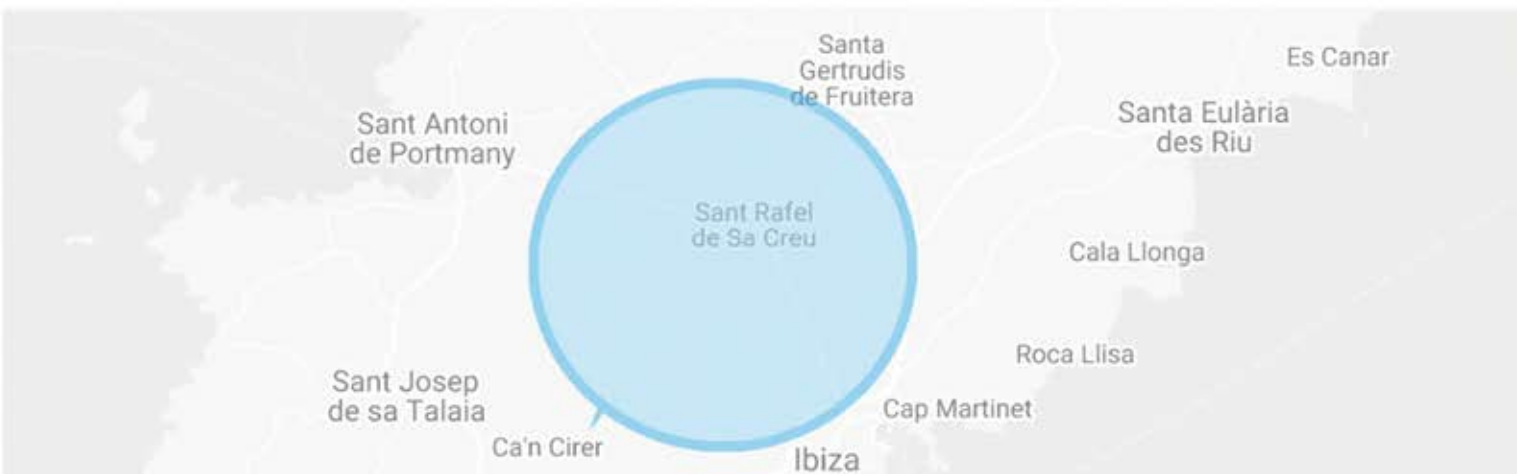 Santa
Gertrudis
de Fruitera
Es Canar
Sant Antoni
de Portmany
Santa Eulària
des Riu
Sant Rafel
de Sa Creu
Cala Llonga
Roca Llisa
Sant Josep
de sa Talaia
Cap Martinet
Ca'n Cirer
Ibiza